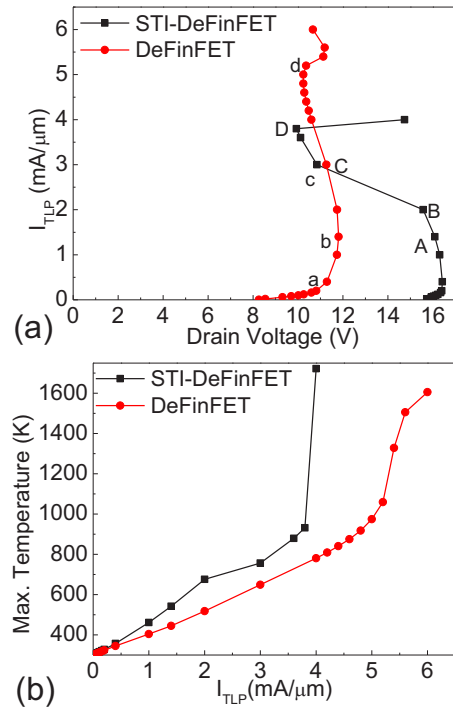 STI-DeFinFET
DeFinFET
I_TLP (mA/μm)
6
5
4
3
2
1
0
d
D
C
c
B
b
A
a
0 2 4 6 8 10 12 14 16
Drain Voltage (V)
(a)
STI-DeFinFET
DeFinFET
Max. Temperature (K)
1600
1400
1200
1000
800
600
400
0 1 2 3 4 5 6
I_TLP(mA/μm)
(b)